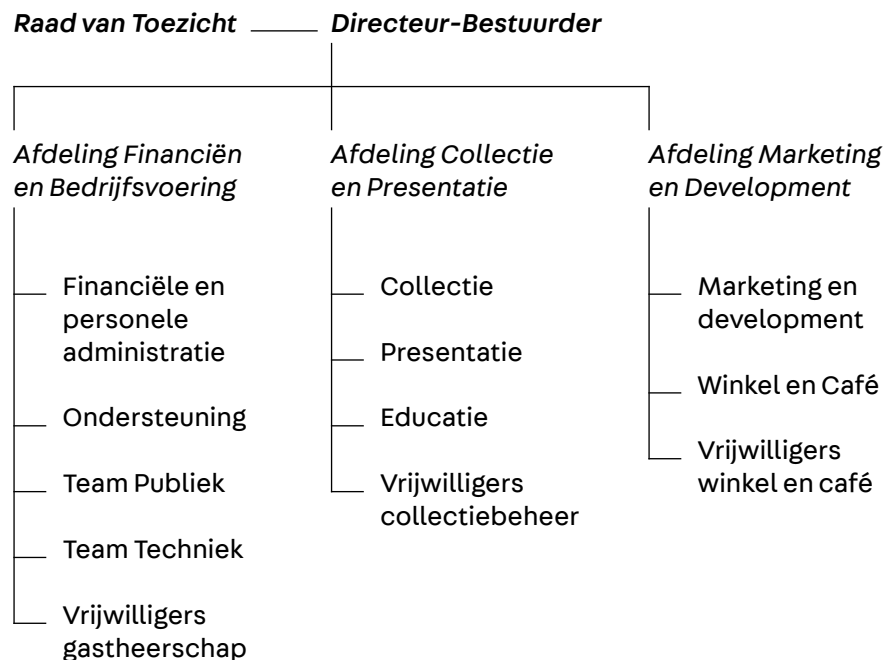 Raad van Toezicht Directeur-Bestuurder
Afdeling Financiën
en Bedrijfsvoering
Financiële en
personele
administratie
Ondersteuning
Team Publiek
Team Techniek
Vrijwilligers
gastheerschap
Afdeling Collectie
en Presentatie
Collectie
Presentatie
Educatie
Vrijwilligers
collectiebeheer
Afdeling Marketing
en Development
Marketing en
development
Winkel en Café
Vrijwilligers
winkel en café